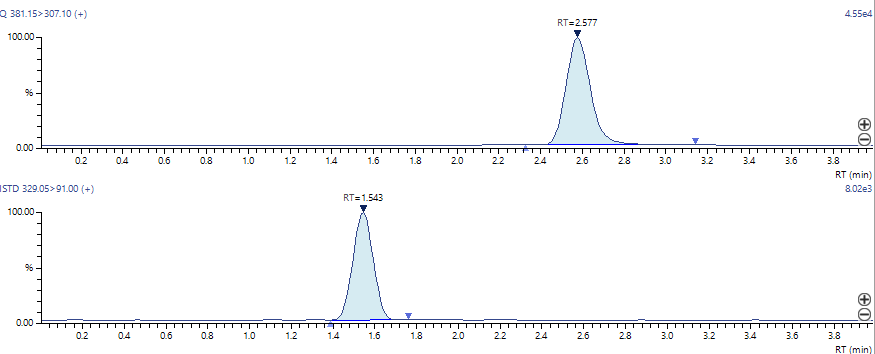 Q 381.15>307.10 (+) 4.55e4
RT=2.577
100.00
%
0.00
0.2 0.4 0.6 0.8 1.0 1.2 1.4 1.6 1.8 2.0 2.2 2.4 2.6 2.8 3.0 3.2 3.4 3.6 3.8
RT (min)
ISTD 329.05>91.00 (+) 8.02e3
RT=1.543
100.00
%
0.00
0.2 0.4 0.6 0.8 1.0 1.2 1.4 1.6 1.8 2.0 2.2 2.4 2.6 2.8 3.0 3.2 3.4 3.6 3.8
RT (min)